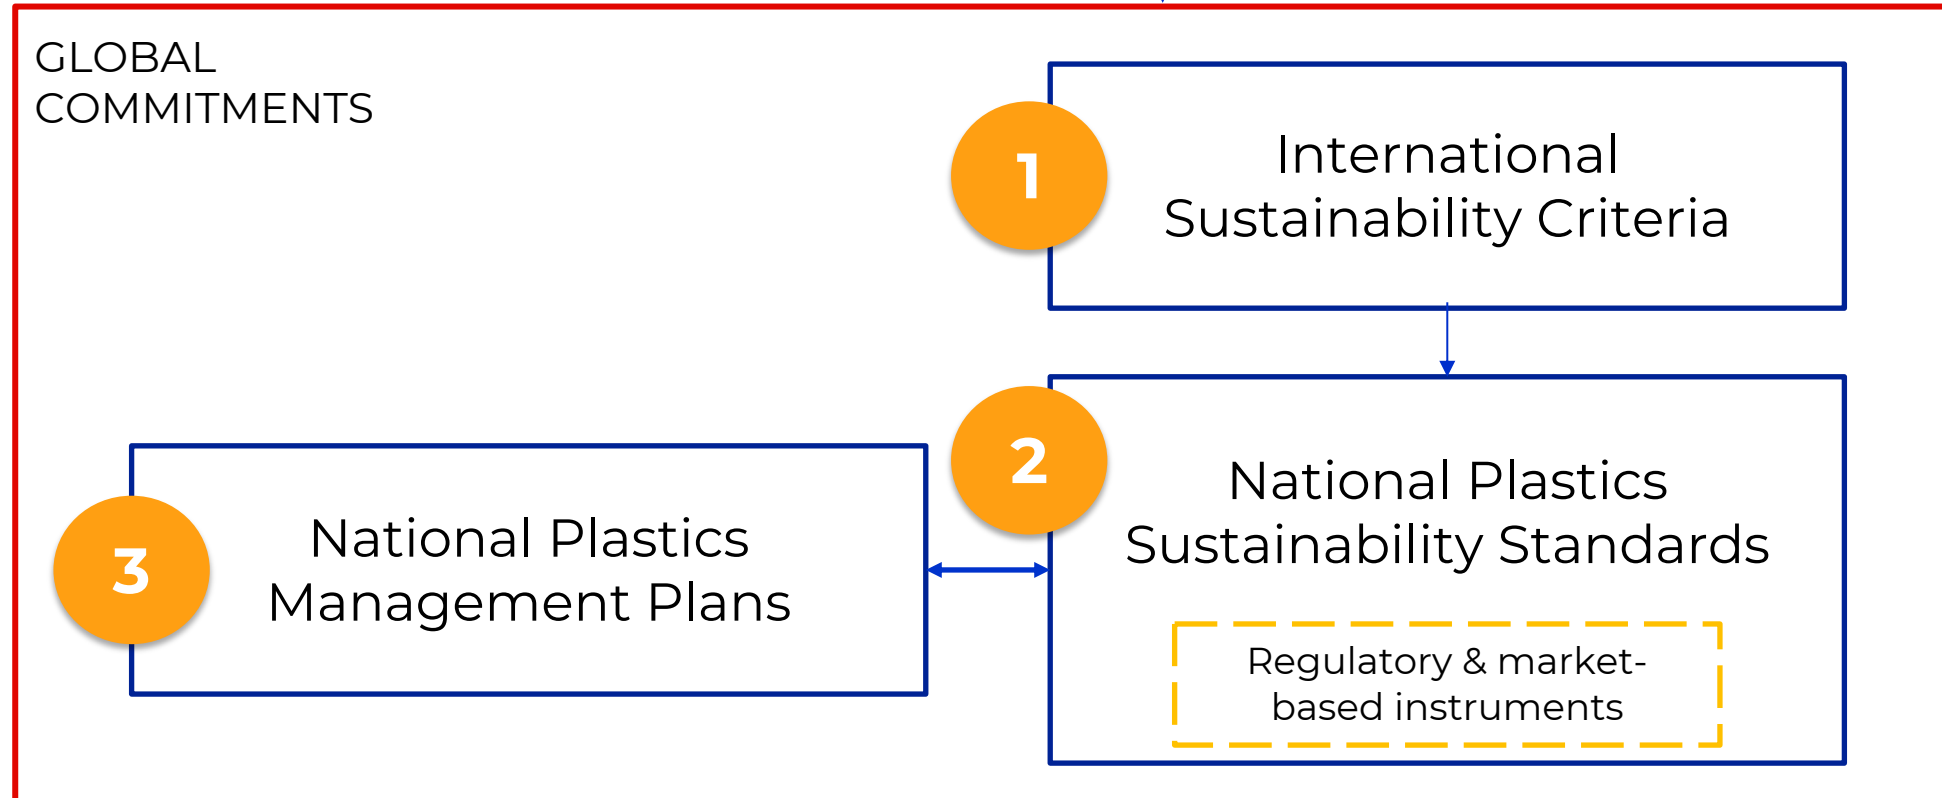 GLOBAL
COMMITMENTS
1
International
Sustainability Criteria
2
National Plastics
Sustainability Standards
Regulatory & market-
based instruments
3
National Plastics
Management Plans